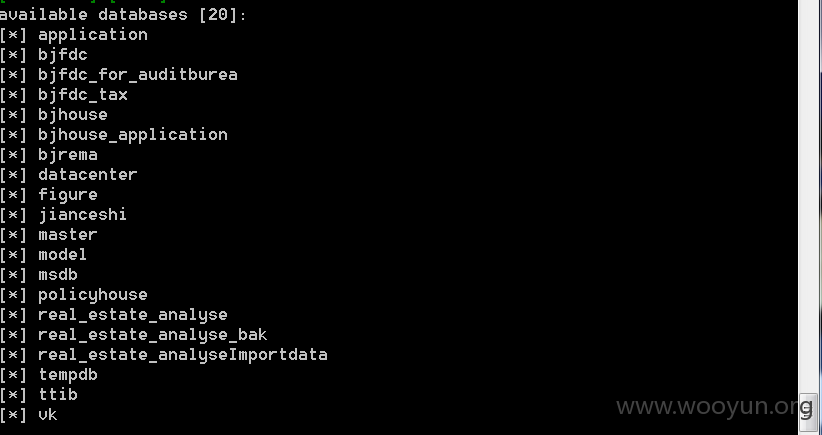 available databases [20]:
[*] application
[*] bjfdc
[*] bjfdc_for_auditburea
[*] bjfdc_tax
[*] bjhouse
[*] bjhouse_application
[*] bjrema
[*] datacenter
[*] figure
[*] jianceshi
[*] master
[*] model
[*] msdb
[*] policyhouse
[*] real_estate_analyse
[*] real_estate_analyse_bak
[*] real_estate_analyseImportdata
[*] tempdb
[*] ttib
[*] vk
www.wooyun.org